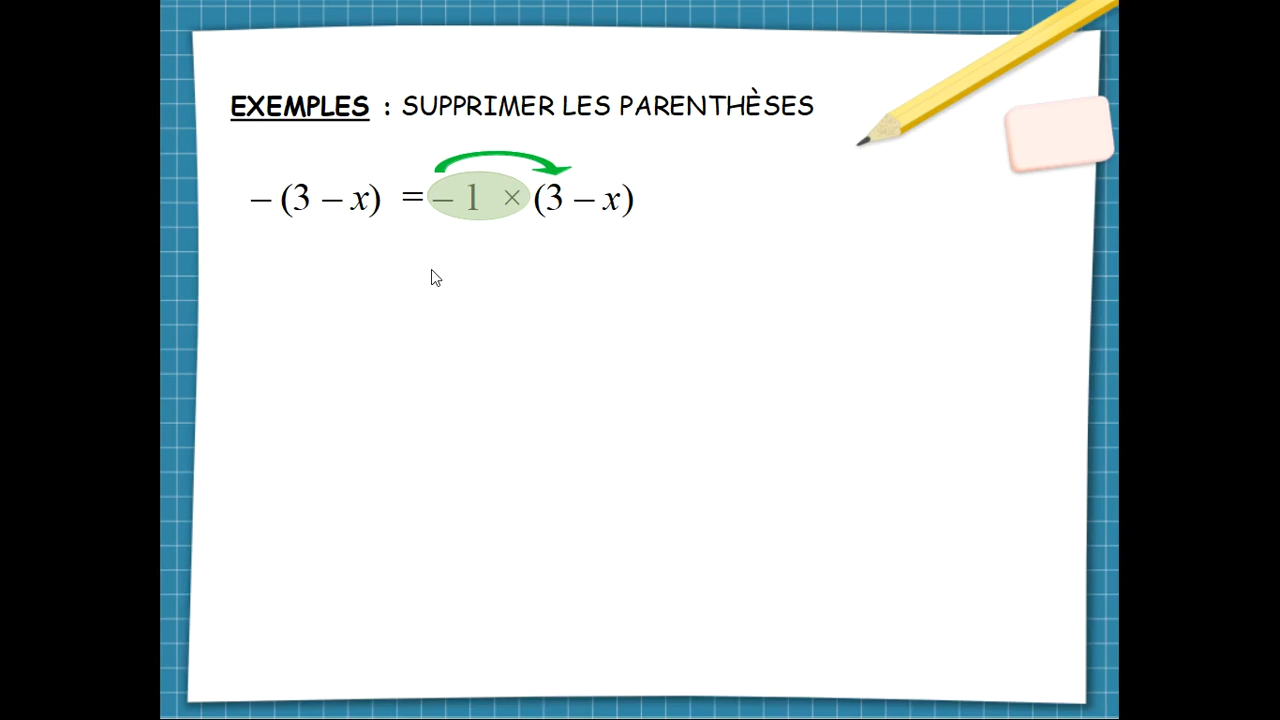 EXEMPLES : SUPPRIMER LES PARENTHÈSES
– (3 – x) = – 1 × (3 – x)